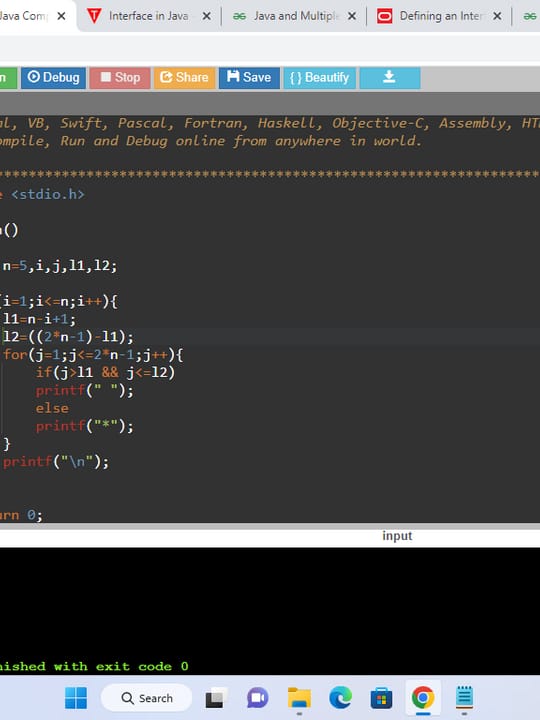 Java Comp
Interface in Java
Java and Multiple
Defining an Inter
Debug
Stop
Share
Save
{ } Beautify
al, VB, Swift, Pascal, Fortran, Haskell, Objective-C, Assembly, HT
ompile, Run and Debug online from anywhere in world.
*******************************************************************
e <stdio.h>
n()
n=5,i,j,l1,l2;
(i=1;i<=n;i++){
l1=n-i+1;
l2=((2*n-1)-l1);
for(j=1;j<=2*n-1;j++){
if(j>l1 && j<=l2)
printf(" ");
else
printf("*");
}
printf("\n");
urn 0;
input
nished with exit code 0
Search